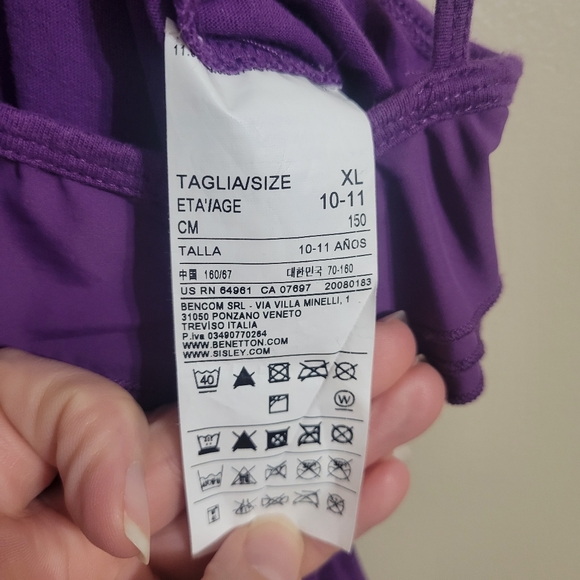 TAGLIA/SIZE XL
ETA'/AGE 10-11
CM 150
TALLA 10-11 AÑOS
中国 160/67 대한민국 70-160
US RN 64961 CA 07697 20080183
BENCOM SRL - VIA VILLA MINELLI, 1
31050 PONZANO VENETO
TREVISO ITALIA
P.iva 03490770264
WWW.BENETTON.COM
WWW.SISLEY.COM
40
W